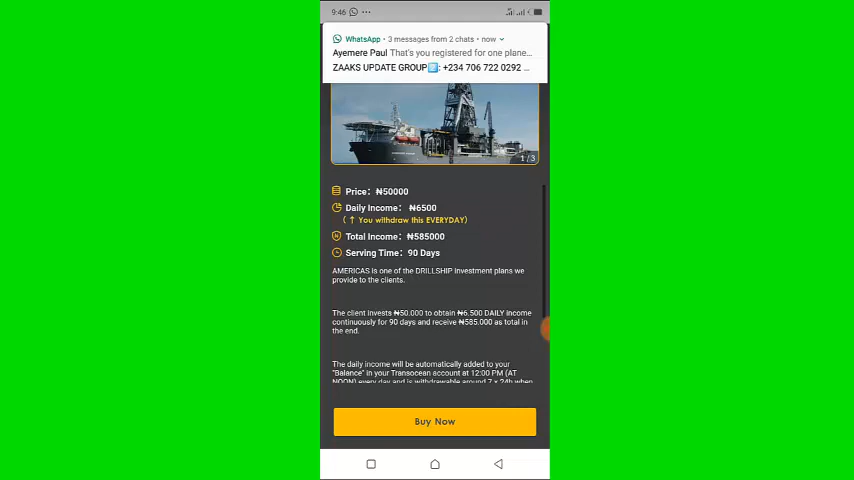 9:46
WhatsApp • 3 messages from 2 chats • now
Ayemere Paul That's you registered for one plane...
ZAAKS UPDATE GROUP: +234 706 722 0292 ...
1/3
Price: ₦50000
Daily Income: ₦6500
(↑ You withdraw this EVERYDAY)
Total Income: ₦585000
Serving Time: 90 Days
AMERICAS is one of the DRILLSHIP investment plans we
provide to the clients.
The client invests ₦50.000 to obtain ₦6.500 DAILY income
continuously for 90 days and receive ₦585.000 as total in
the end.
The daily income will be automatically added to your
"Balance" in your Transocean account at 12:00 PM (AT
NOON) every day and is withdrawable around 7 x 24h when
Buy Now